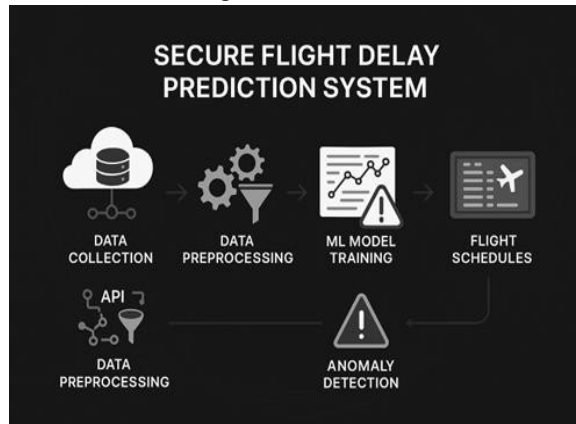 SECURE FLIGHT DELAY
PREDICTION SYSTEM
DATA
COLLECTION
DATA
PREPROCESSING
ML MODEL
TRAINING
FLIGHT
SCHEDULES
API
DATA
PREPROCESSING
ANOMALY
DETECTION